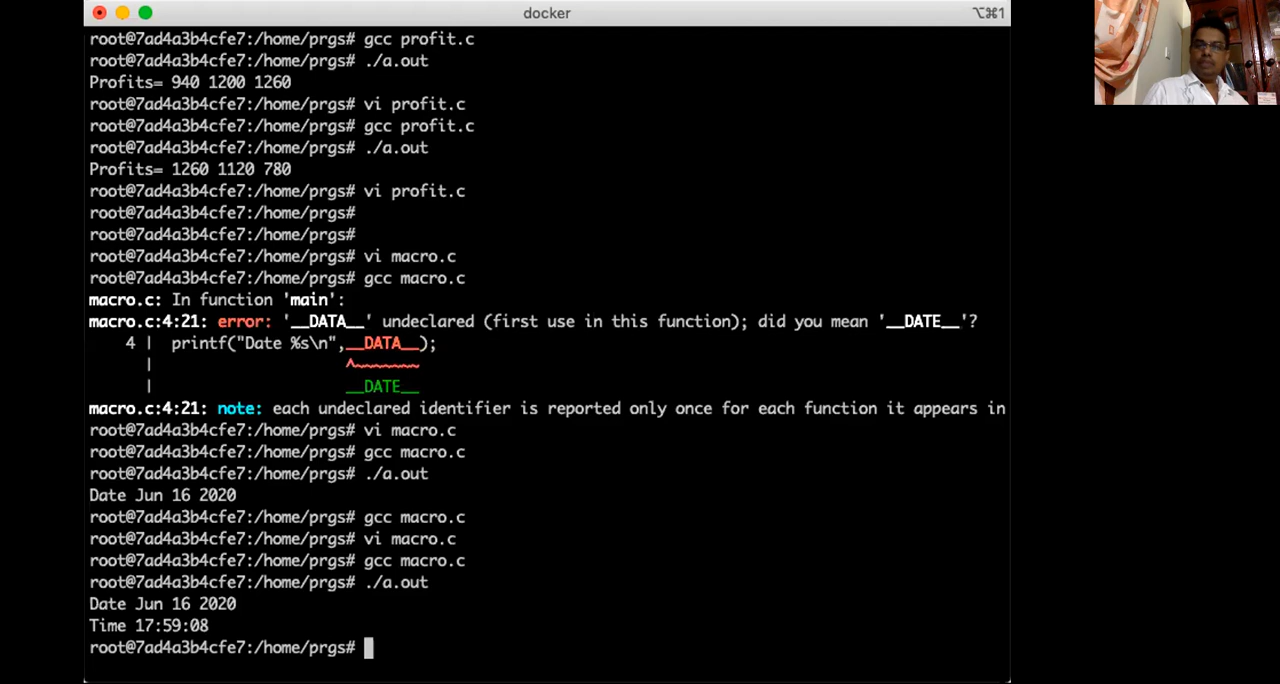 docker
⌥⌘1
root@7ad4a3b4cfe7:/home/prgs# gcc profit.c
root@7ad4a3b4cfe7:/home/prgs# ./a.out
Profits= 940 1200 1260
root@7ad4a3b4cfe7:/home/prgs# vi profit.c
root@7ad4a3b4cfe7:/home/prgs# gcc profit.c
root@7ad4a3b4cfe7:/home/prgs# ./a.out
Profits= 1260 1120 780
root@7ad4a3b4cfe7:/home/prgs# vi profit.c
root@7ad4a3b4cfe7:/home/prgs#
root@7ad4a3b4cfe7:/home/prgs#
root@7ad4a3b4cfe7:/home/prgs# vi macro.c
root@7ad4a3b4cfe7:/home/prgs# gcc macro.c
macro.c: In function 'main':
macro.c:4:21: error: '__DATA__' undeclared (first use in this function); did you mean '__DATE__'?
    4 |  printf("Date %s\n",__DATA__);
      |                     ^~~~~~~~
      |                     __DATE__
macro.c:4:21: note: each undeclared identifier is reported only once for each function it appears in
root@7ad4a3b4cfe7:/home/prgs# vi macro.c
root@7ad4a3b4cfe7:/home/prgs# gcc macro.c
root@7ad4a3b4cfe7:/home/prgs# ./a.out
Date Jun 16 2020
root@7ad4a3b4cfe7:/home/prgs# gcc macro.c
root@7ad4a3b4cfe7:/home/prgs# vi macro.c
root@7ad4a3b4cfe7:/home/prgs# gcc macro.c
root@7ad4a3b4cfe7:/home/prgs# ./a.out
Date Jun 16 2020
Time 17:59:08
root@7ad4a3b4cfe7:/home/prgs#